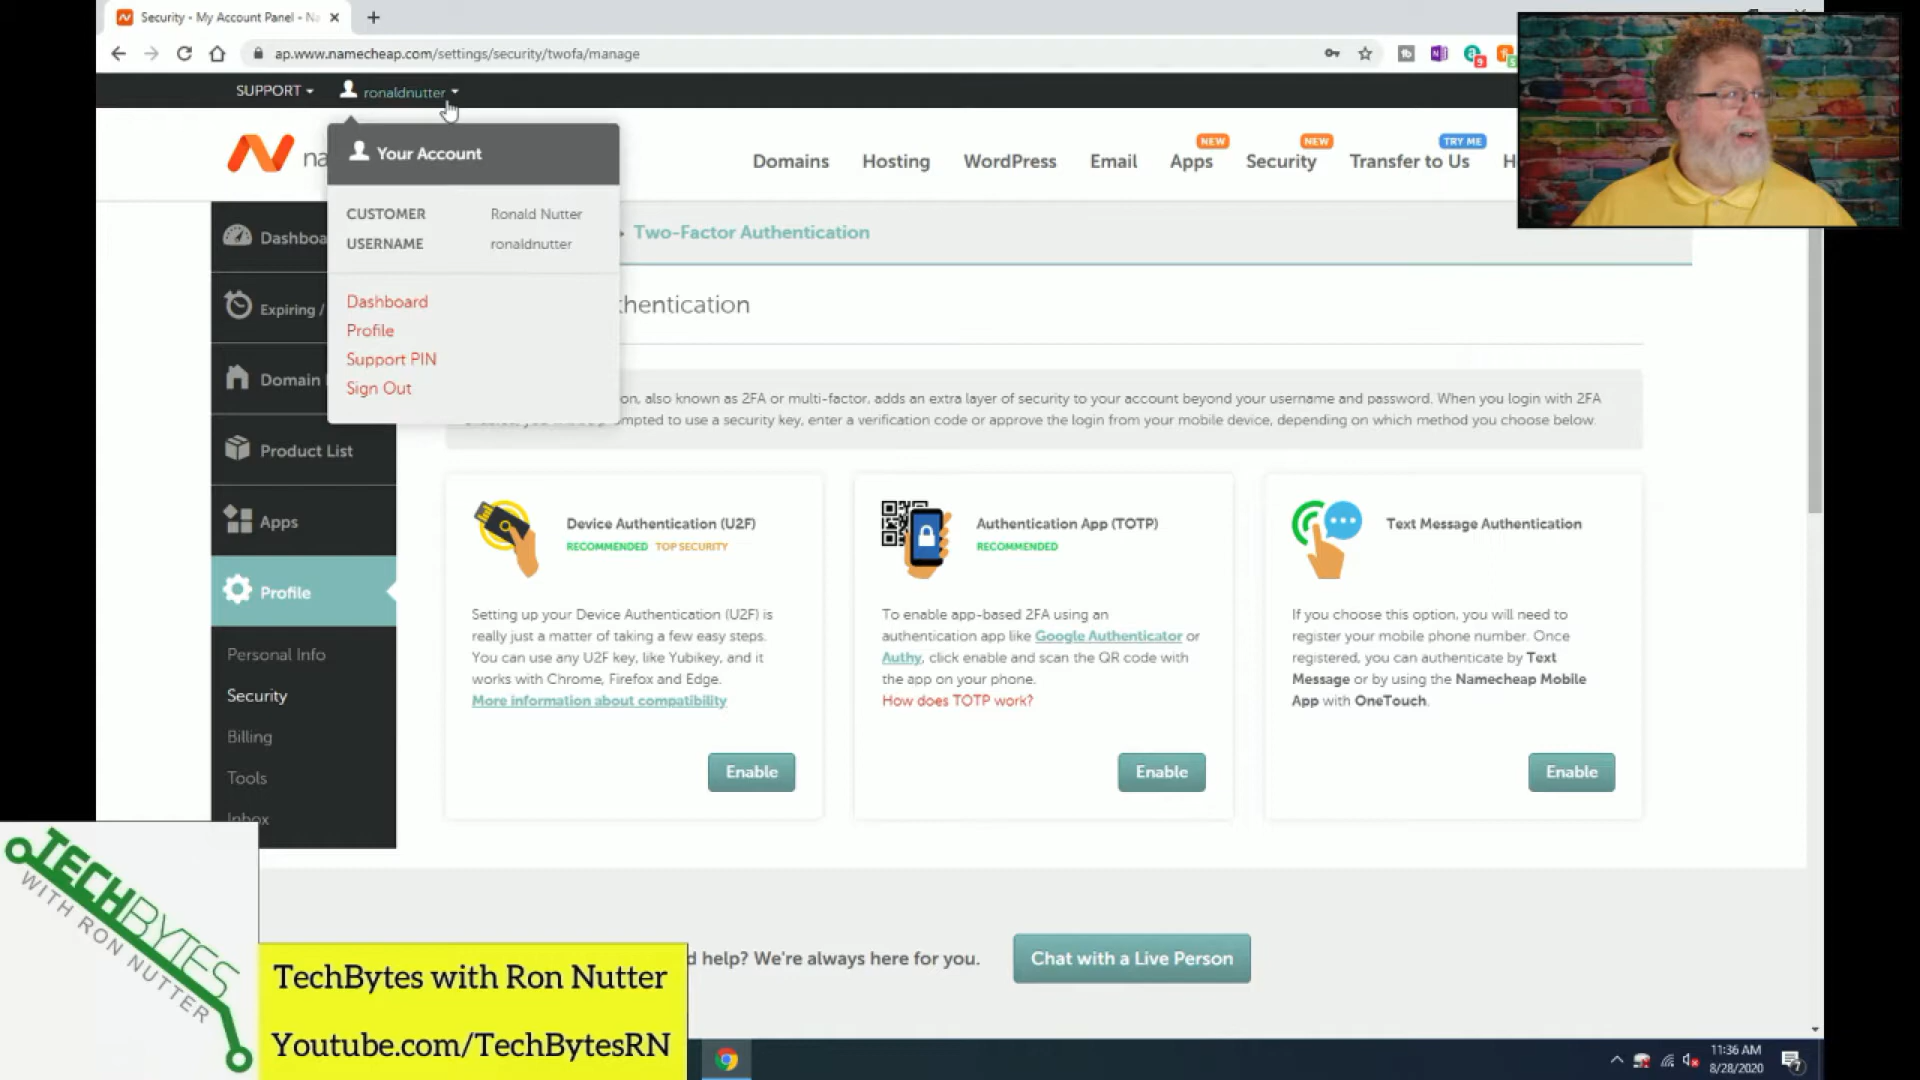 Security - My Account Panel - Na
ap.www.namecheap.com/settings/security/twofa/manage
9
SUPPORT
ronaldnutter
Your Account
CUSTOMER Ronald Nutter
USERNAME ronaldnutter
Dashboard
Profile
Support PIN
Sign Out
na
NEW
NEW
TRY ME
Domains Hosting WordPress Email Apps Security Transfer to Us H
Dashboa
Expiring /
Domain
Product List
Apps
Profile
Personal Info
Security
Billing
Tools
Inbox
Two-Factor Authentication
hentication
on, also known as 2FA or multi-factor, adds an extra layer of security to your account beyond your username and password. When you login with 2FA
mpted to use a security key, enter a verification code or approve the login from your mobile device, depending on which method you choose below.
Device Authentication (U2F)
RECOMMENDED TOP SECURITY
Setting up your Device Authentication (U2F) is
really just a matter of taking a few easy steps.
You can use any U2F key, like Yubikey, and it
works with Chrome, Firefox and Edge.
More information about compatibility
Enable
Authentication App (TOTP)
RECOMMENDED
To enable app-based 2FA using an
authentication app like Google Authenticator or
Authy, click enable and scan the QR code with
the app on your phone.
How does TOTP work?
Enable
Text Message Authentication
If you choose this option, you will need to
register your mobile phone number. Once
registered, you can authenticate by Text
Message or by using the Namecheap Mobile
App with OneTouch.
Enable
d help? We're always here for you.
Chat with a Live Person
TECHBYTES
WITH RON NUTTER
TechBytes with Ron Nutter
Youtube.com/TechBytesRN
11:36 AM
8/28/2020